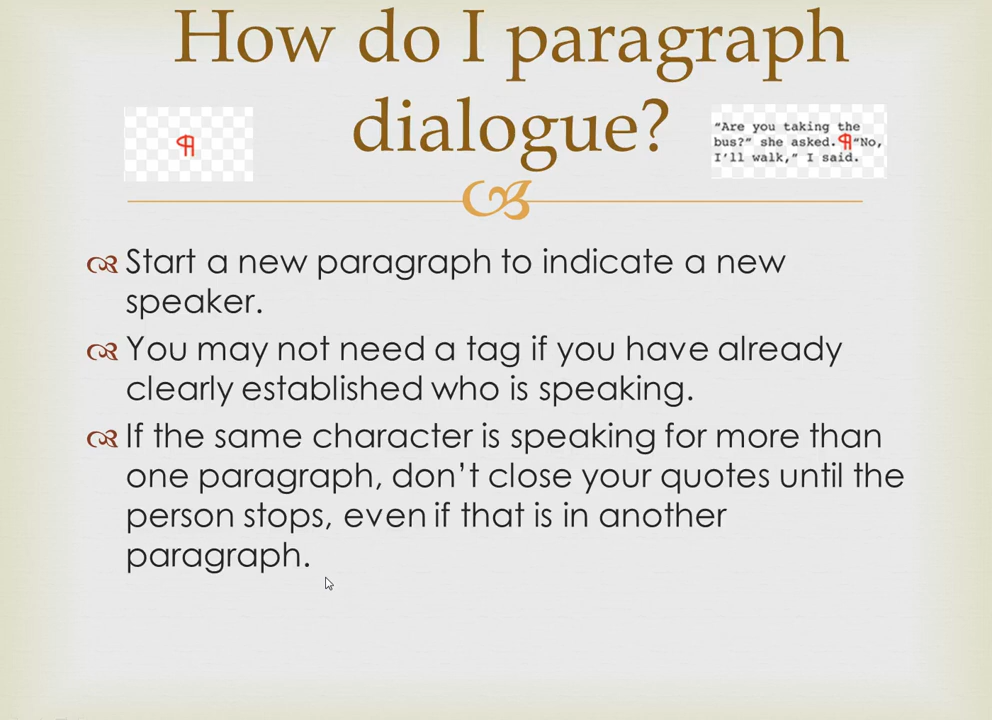 How do I paragraph
dialogue?
¶
"Are you taking the
bus?" she asked.¶"No,
I'll walk," I said.
Start a new paragraph to indicate a new
speaker.
You may not need a tag if you have already
clearly established who is speaking.
If the same character is speaking for more than
one paragraph, don’t close your quotes until the
person stops, even if that is in another
paragraph.